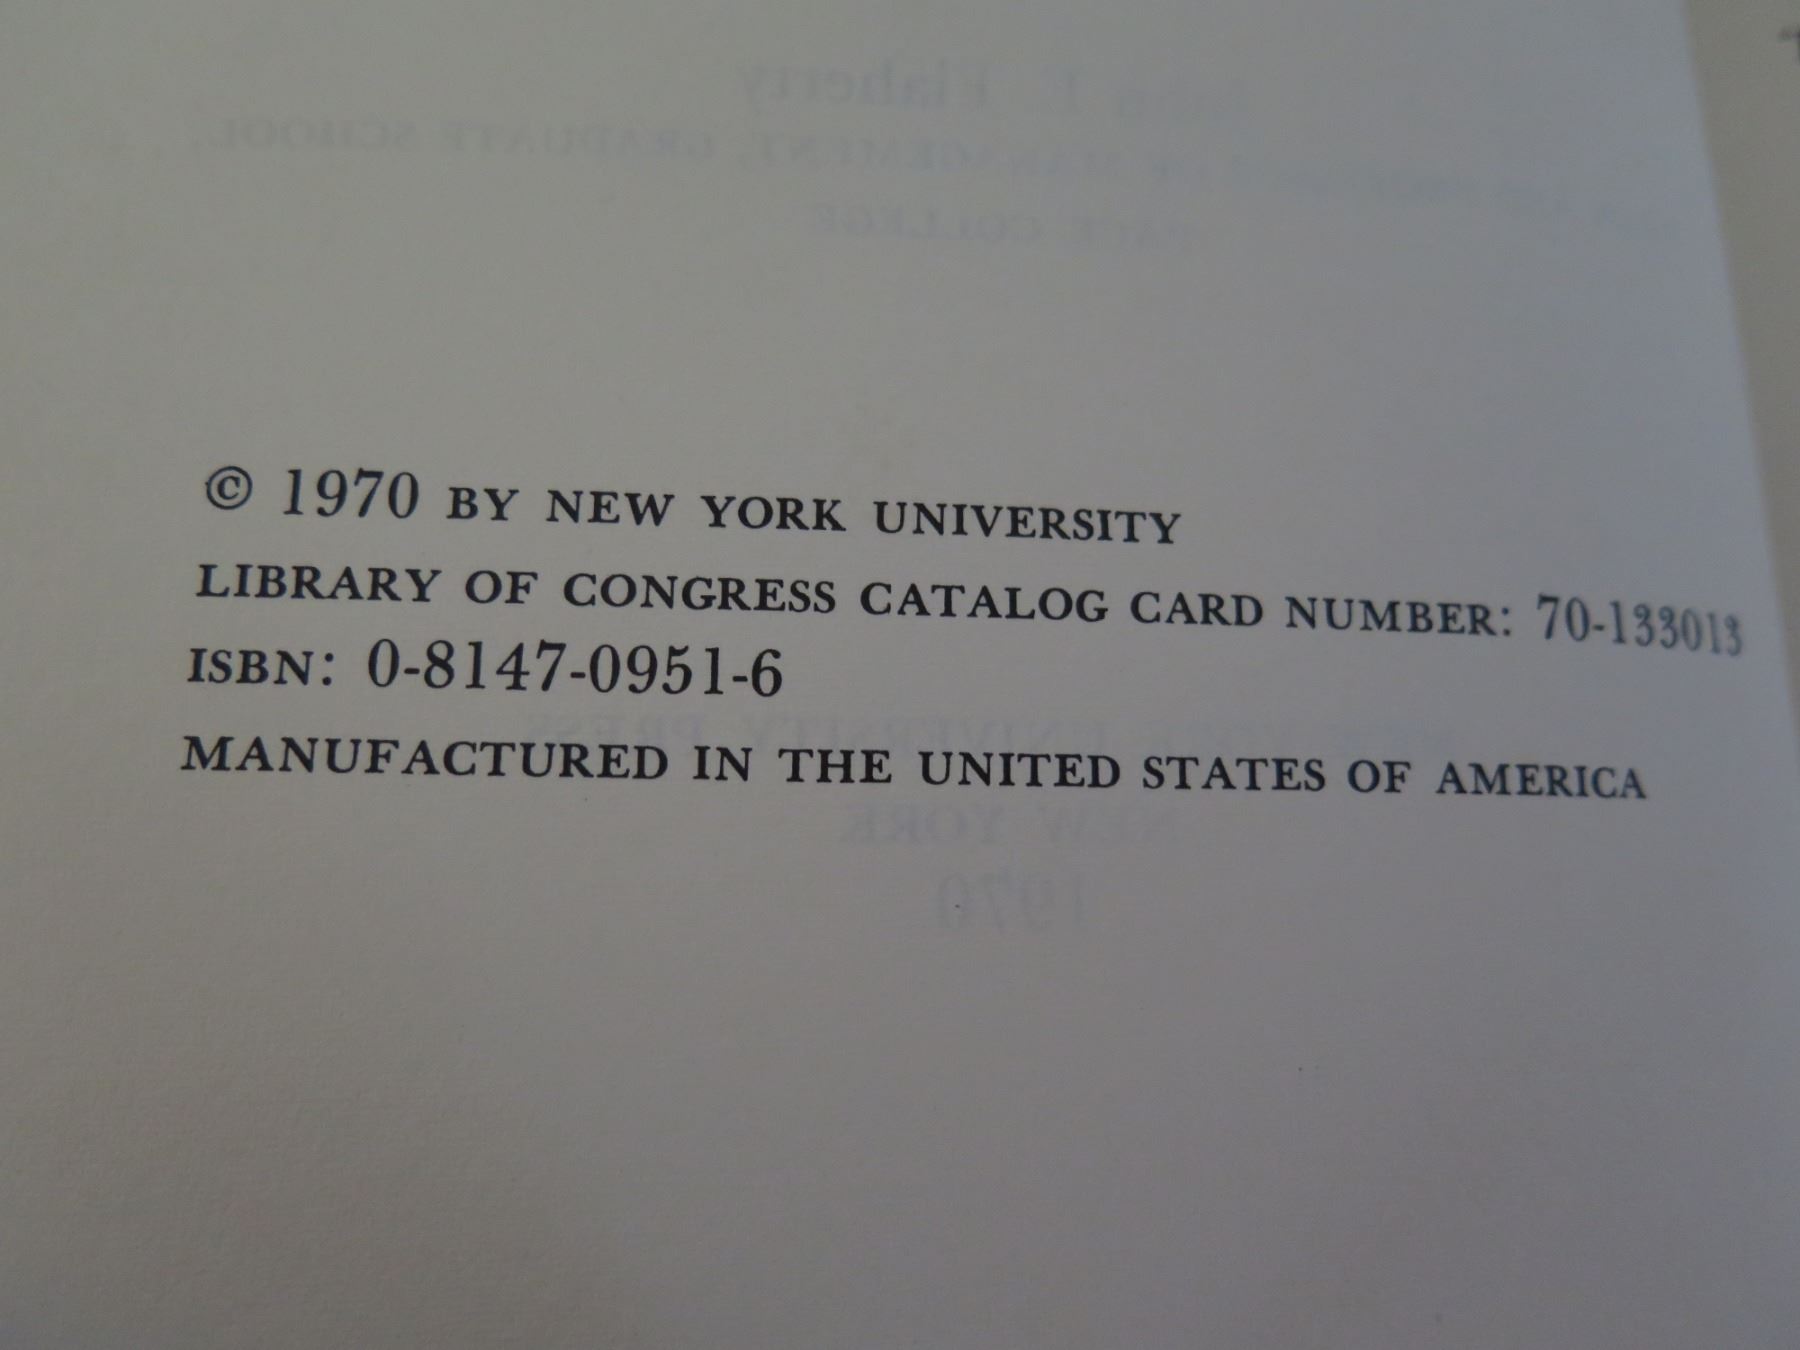 © 1970 BY NEW YORK UNIVERSITY
LIBRARY OF CONGRESS CATALOG CARD NUMBER: 70-133013
ISBN: 0-8147-0951-6
MANUFACTURED IN THE UNITED STATES OF AMERICA